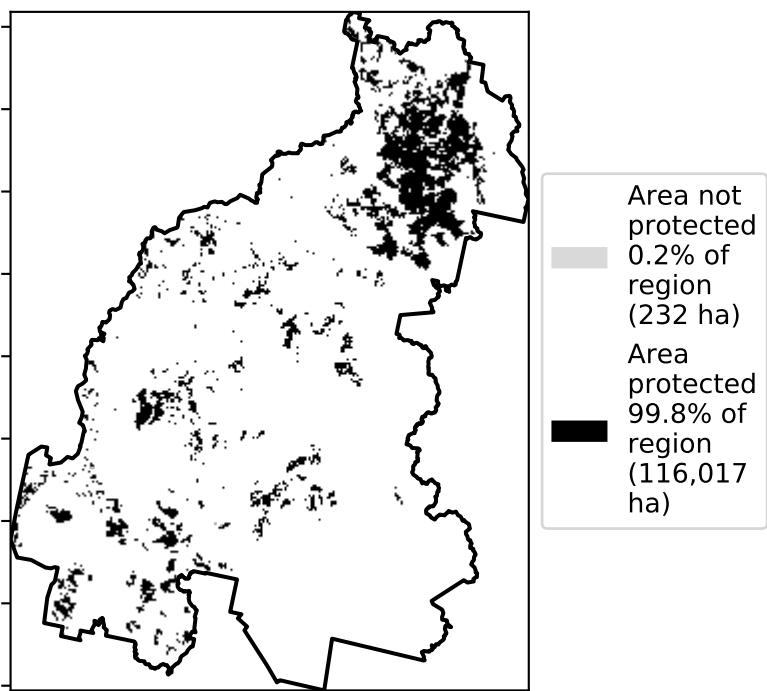 Area not
protected
0.2% of
region
(232 ha)
Area
protected
99.8% of
region
(116,017
ha)